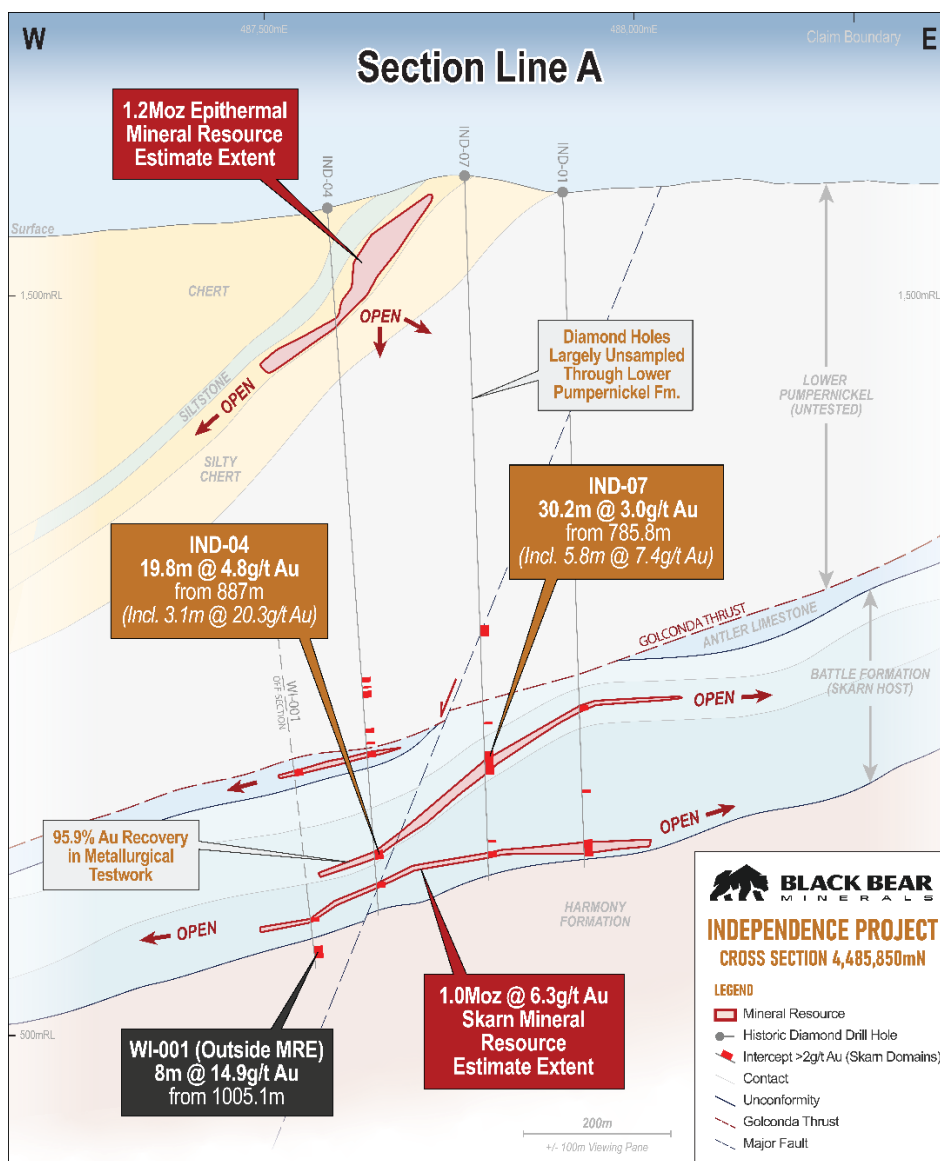 W
487,500mE
488,000mE
Claim Boundary
E
Section Line A
1.2Moz Epithermal
Mineral Resource
Estimate Extent
IND-04
IND-07
IND-01
Surface
CHERT
1,500mRL
1,500mRL
OPEN
Diamond Holes
Largely Unsampled
Through Lower
Pumpernickel Fm.
LOWER
PUMPERNICKEL
(UNTESTED)
SILTSTONE
OPEN
SILTY
CHERT
IND-07
30.2m @ 3.0g/t Au
from 785.8m
(Incl. 5.8m @ 7.4g/t Au)
IND-04
19.8m @ 4.8g/t Au
from 887m
(Incl. 3.1m @ 20.3g/t Au)
GOLCONDA THRUST
ANTLER LIMESTONE
WI-001
OFF SECTION
BATTLE FORMATION
(SKARN HOST)
OPEN
OPEN
95.9% Au Recovery
in Metallurgical
Testwork
OPEN
HARMONY
FORMATION
500mRL
WI-001 (Outside MRE)
8m @ 14.9g/t Au
from 1005.1m
1.0Moz @ 6.3g/t Au
Skarn Mineral
Resource
Estimate Extent
200m
+/- 100m Viewing Pane
BLACK BEAR
MINERALS
INDEPENDENCE PROJECT
CROSS SECTION 4,485,850mN
LEGEND
Mineral Resource
Historic Diamond Drill Hole
Intercept >2g/t Au (Skarn Domains)
Contact
Unconformity
Golconda Thrust
Major Fault